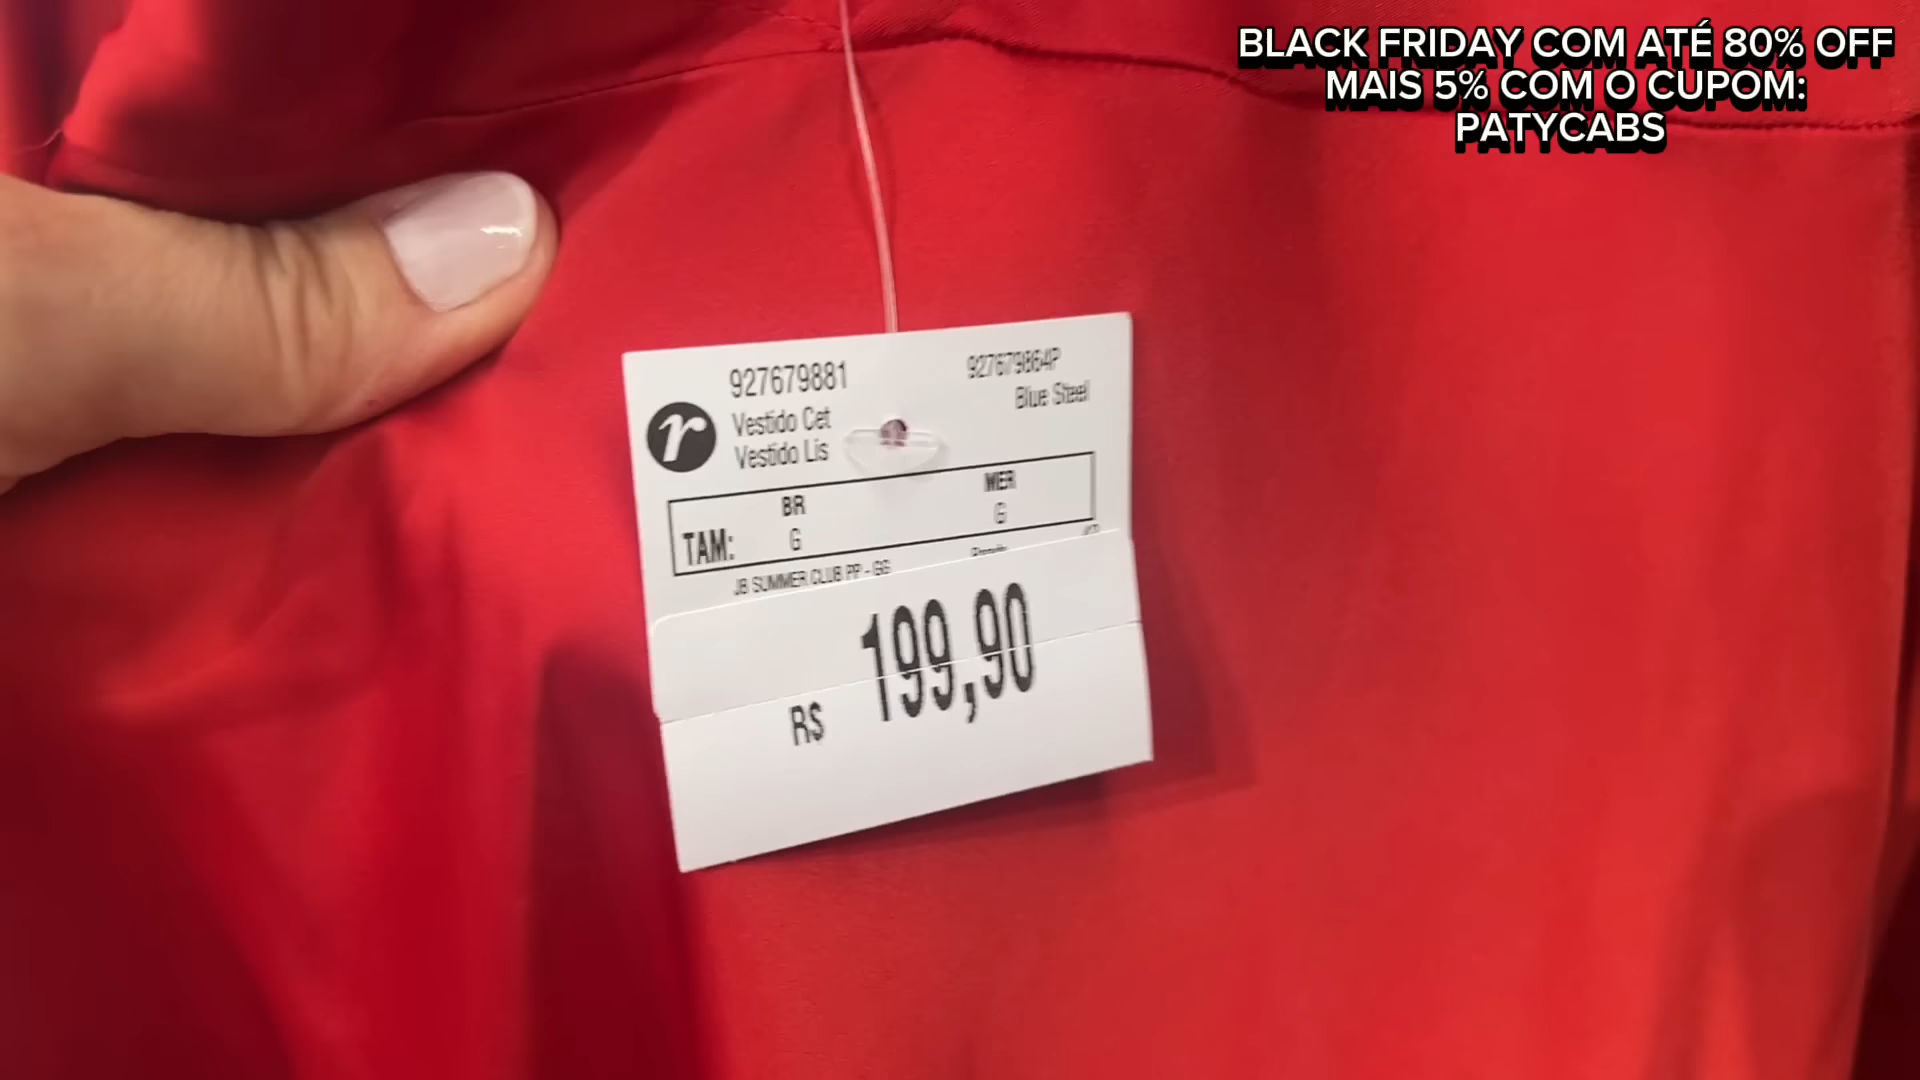 BLACK FRIDAY COM ATÉ 80% OFF
MAIS 5% COM O CUPOM:
PATYCABS
927679881
927679864P
Blue Steel
r
Vestido Cet
Vestido Lis
BR MER
TAM: G G
JB SUMMER CLUB PP - GG
R$ 199,90